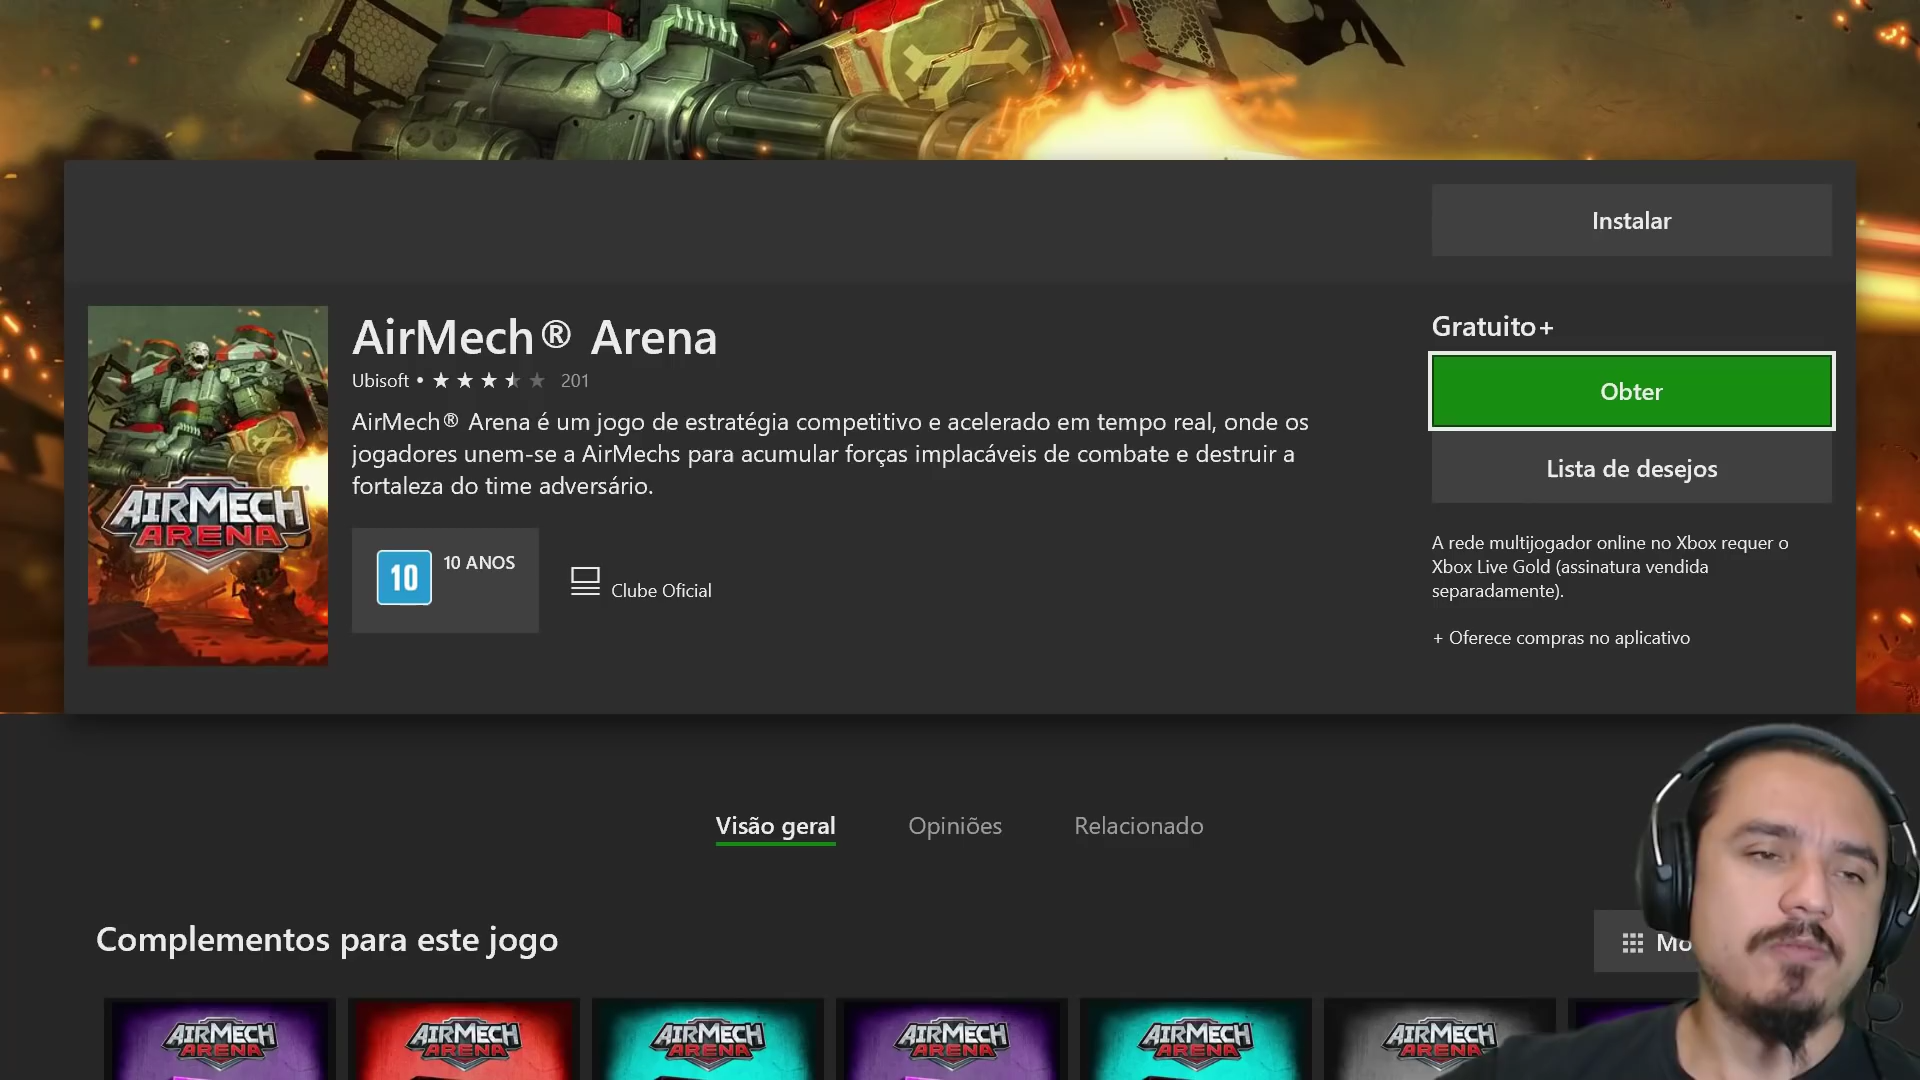 Instalar
AirMech® Arena
Ubisoft • 201
AirMech® Arena é um jogo de estratégia competitivo e acelerado em tempo real, onde os
jogadores unem-se a AirMechs para acumular forças implacáveis de combate e destruir a
fortaleza do time adversário.
10
10 ANOS
Clube Oficial
Gratuito+
Obter
Lista de desejos
A rede multijogador online no Xbox requer o
Xbox Live Gold (assinatura vendida
separadamente).
+ Oferece compras no aplicativo
AIRMECH
ARENA
Visão geral
Opiniões
Relacionado
Complementos para este jogo
AIRMECH
ARENA
AIRMECH
ARENA
AIRMECH
ARENA
AIRMECH
ARENA
AIRMECH
ARENA
AIRMECH
ARENA